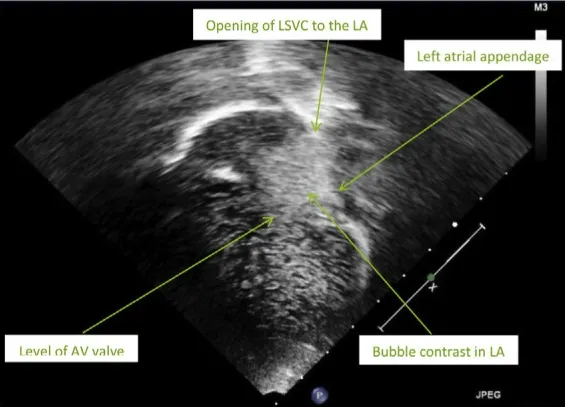 M3
Opening of LSVC to the LA
Left atrial appendage
Level of AV valve
Bubble contrast in LA
P
JPEG